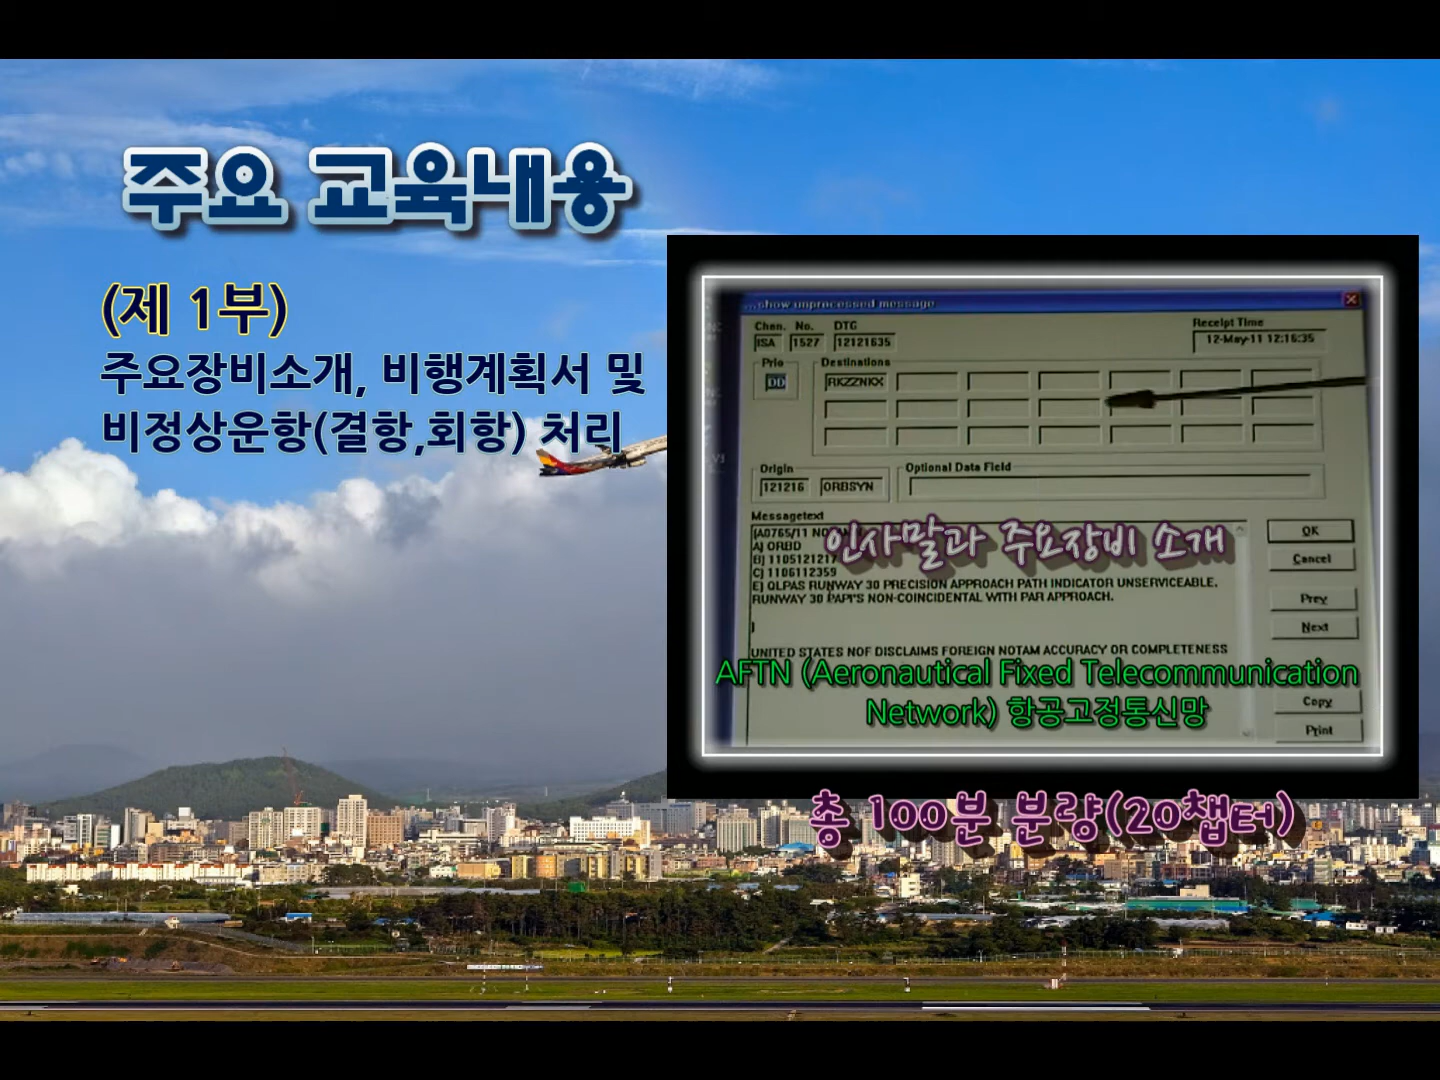 주요 교육내용
(제 1부)
주요장비소개, 비행계획서 및
비정상운항(결항,회항) 처리
...show unprocessed message
Chan. No. DTG
ISA 1527 12121635
Receipt Time
12-May-11 12:16:35
Prio
DD
Destinations
RKZZNKX
Origin
121216 ORBSYN
Optional Data Field
Messagetext
(A0765/11
A) ORBD
B) 1105121217
C) 1106112359
E) QLPAS RUNWAY 30 PRECISION APPROACH PATH INDICATOR UNSERVICEABLE.
RUNWAY 30 PAPI'S NON-COINCIDENTAL WITH PAR APPROACH.
UNITED STATES NOF DISCLAIMS FOREIGN NOTAM ACCURACY OR COMPLETENESS
OK
Cancel
Prev
Next
Copy
Print
인사말과 주요장비 소개
AFTN (Aeronautical Fixed Telecommunication
Network) 항공고정통신망
총 100분 분량(20챕터)